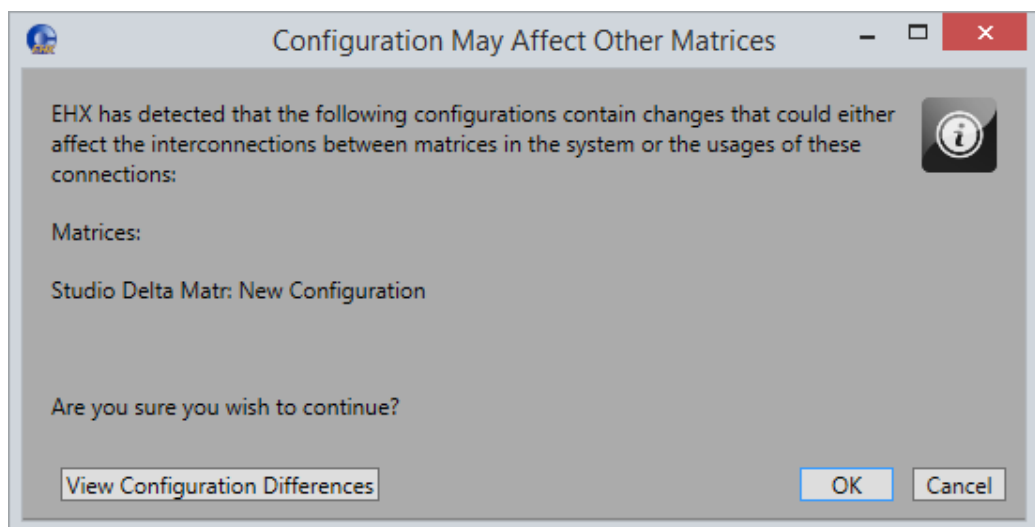 Configuration May Affect Other Matrices
EHX has detected that the following configurations contain changes that could either
affect the interconnections between matrices in the system or the usages of these
connections:
Matrices:
Studio Delta Matr: New Configuration
Are you sure you wish to continue?
View Configuration Differences
OK
Cancel